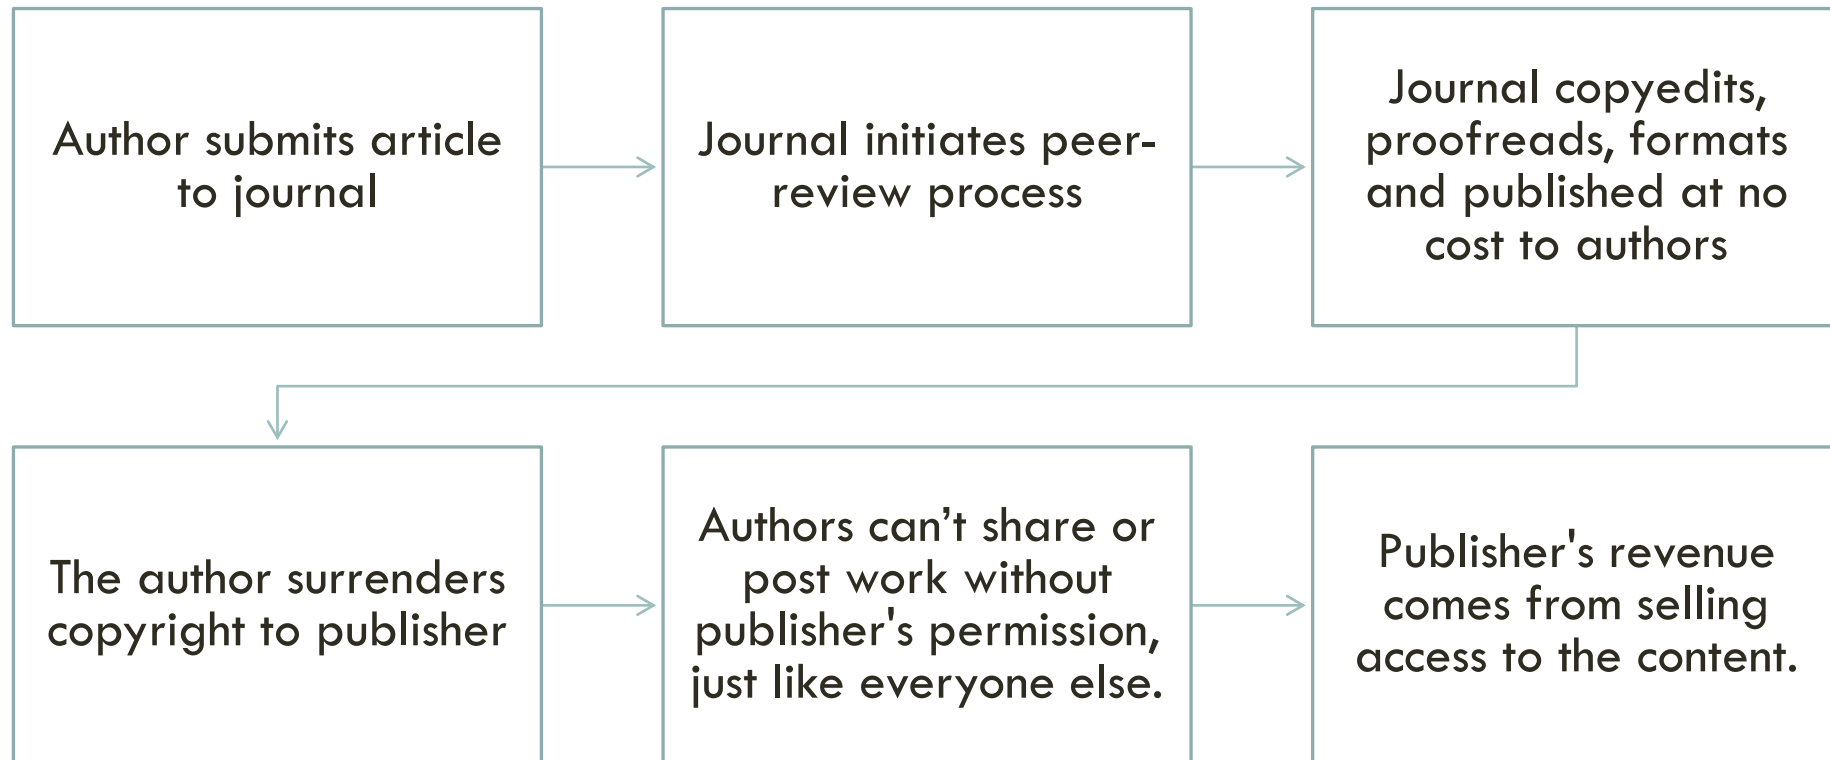 Author submits article
to journal
Journal initiates peer-
review process
Journal copyedits,
proofreads, formats
and published at no
cost to authors
The author surrenders
copyright to publisher
Authors can’t share or
post work without
publisher's permission,
just like everyone else.
Publisher's revenue
comes from selling
access to the content.